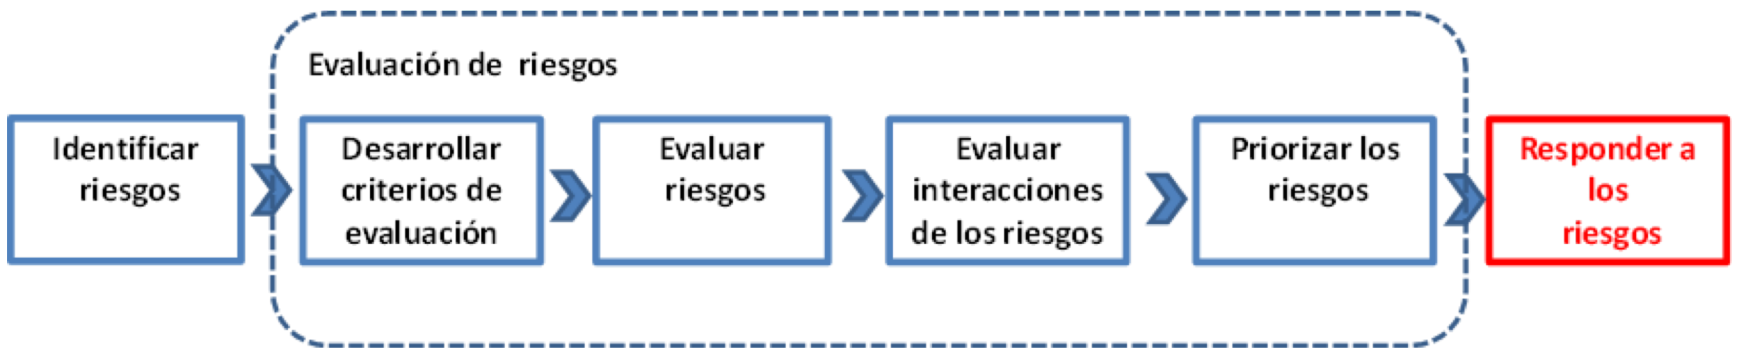 Evaluación de riesgos
Identificar
riesgos
Desarrollar
criterios de
evaluación
Evaluar
riesgos
Evaluar
interacciones
de los riesgos
Priorizar los
riesgos
Responder a
los
riesgos